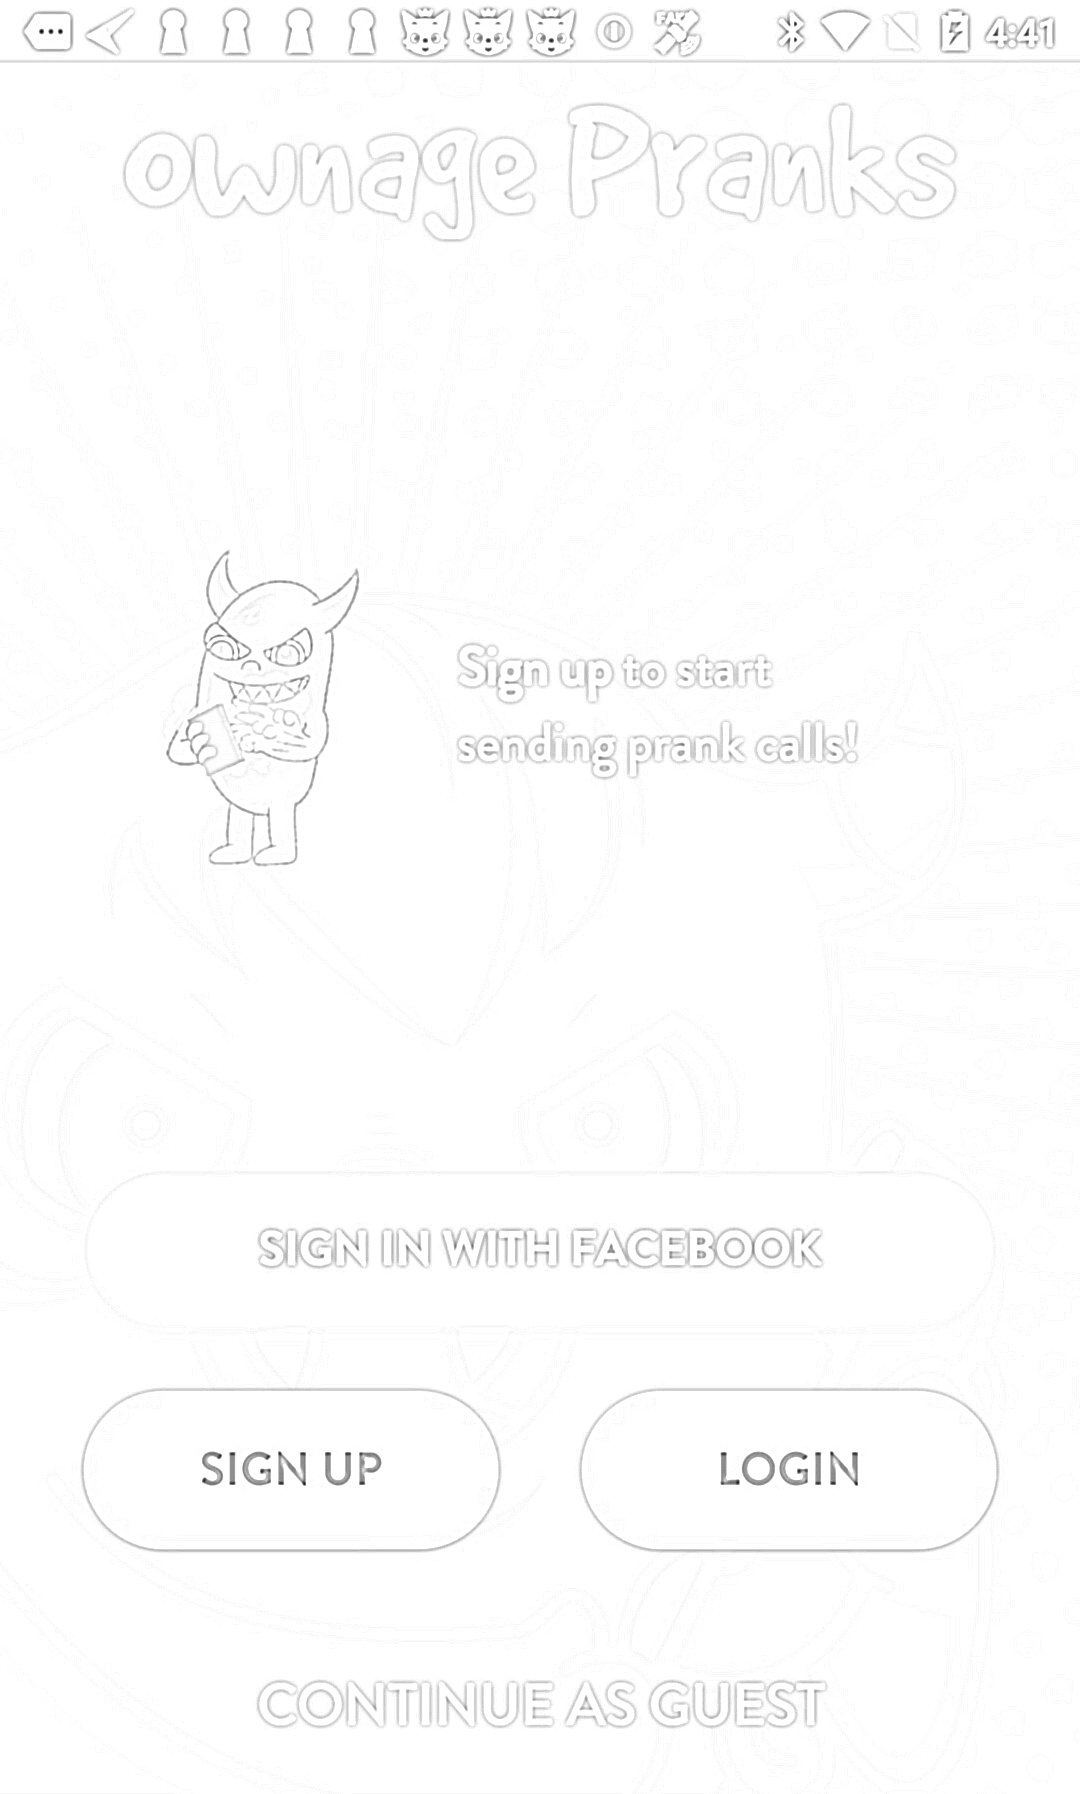 4:41
ownage Pranks
Sign up to start
sending prank calls!
SIGN IN WITH FACEBOOK
SIGN UP
LOGIN
CONTINUE AS GUEST